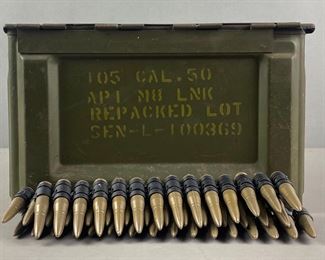 105 CAL.50
API M8 LNK
REPACKED LOT
SEN-L-100369